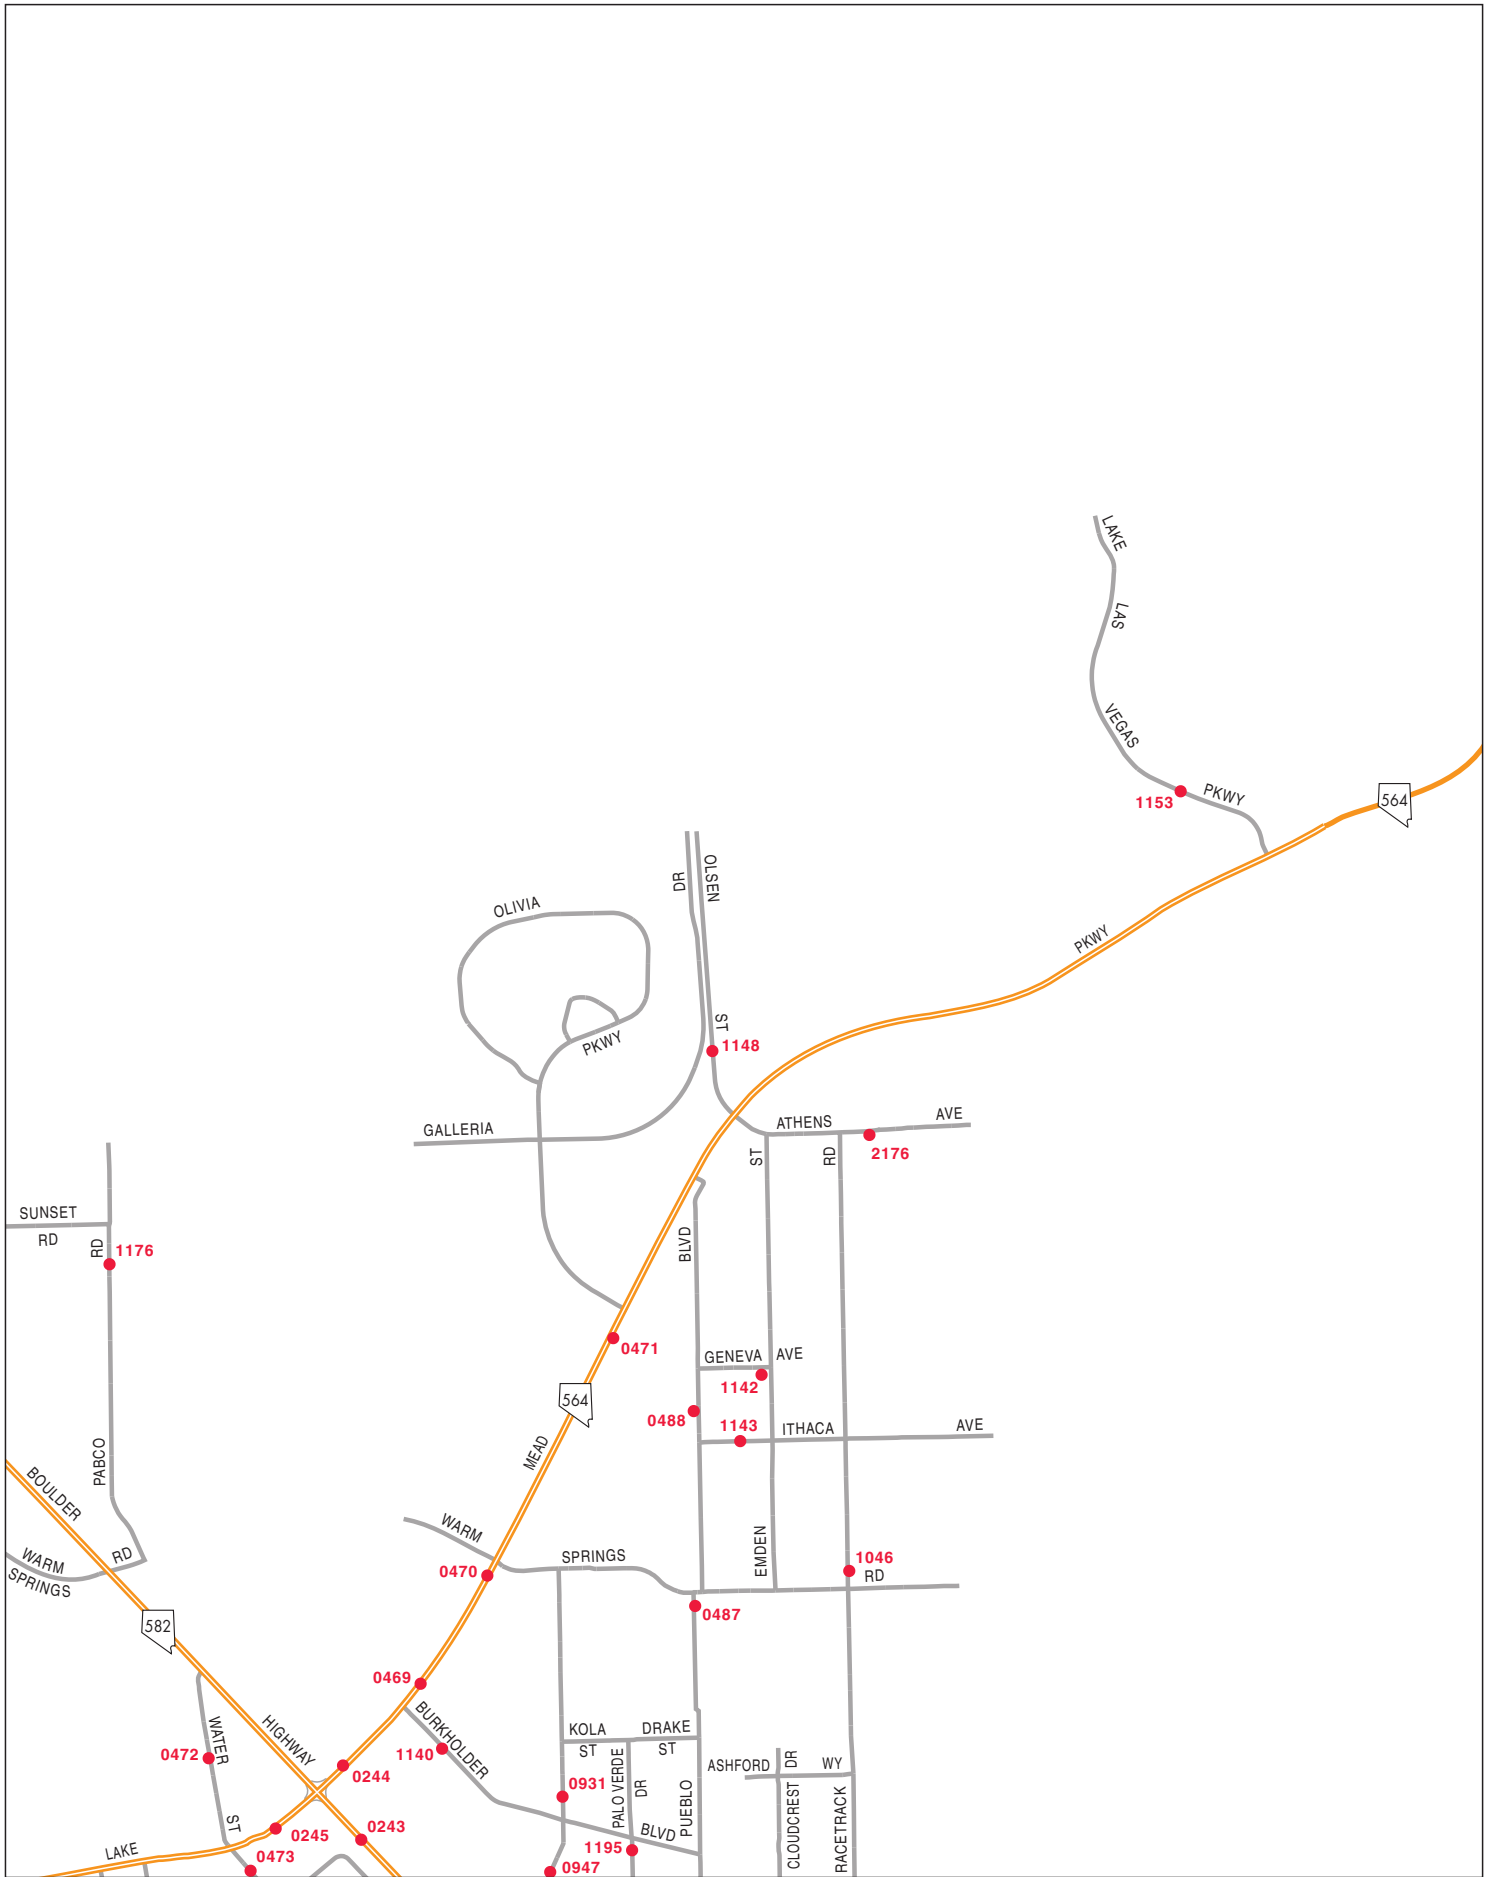 LAKE
LAS
VEGAS
PKWY
1153
564
OLSEN
DR
OLIVIA
PKWY
ST
1148
PKWY
GALLERIA
ATHENS
AVE
2176
ST
RD
SUNSET
RD
RD
1176
BLVD
0471
GENEVA
AVE
1142
564
0488
1143
ITHACA
AVE
MEAD
PABCO
BOULDER
WARM
SPRINGS
RD
WARM
SPRINGS
EMDEN
0470
1046
RD
0487
582
0469
BURKHOLDER
HIGHWAY
WATER
0472
1140
0244
KOLA
ST
DRAKE
ST
ASHFORD
DR
WY
PALO VERDE
DR
0931
PUEBLO
CLOUDCREST
RACETRACK
ST
0245
0243
BLVD
1195
LAKE
0473
0947